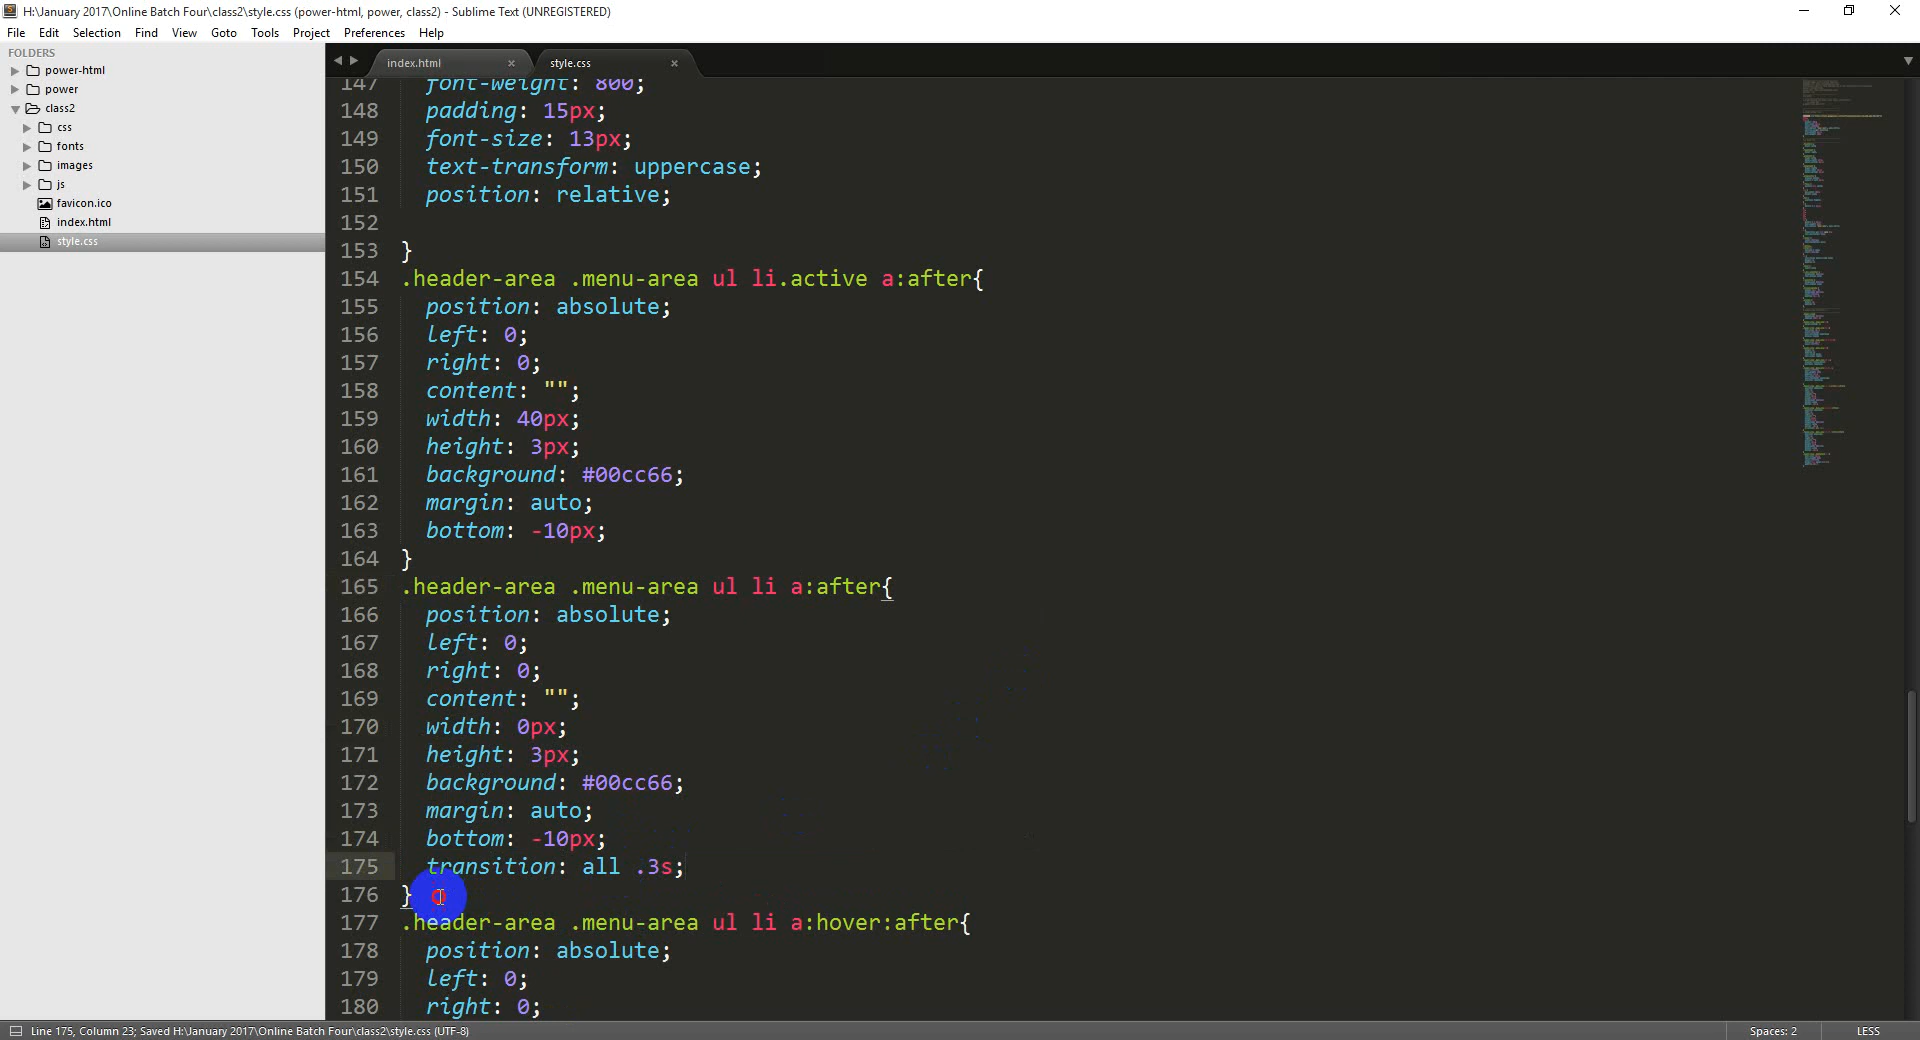 H:\January 2017\Online Batch Four\class2\style.css (power-html, power, class2) - Sublime Text (UNREGISTERED)
File Edit Selection Find View Goto Tools Project Preferences Help
FOLDERS
power-html
power
class2
css
fonts
images
js
favicon.ico
index.html
style.css
index.html × style.css ×
147 font-weight: 800;
148 padding: 15px;
149 font-size: 13px;
150 text-transform: uppercase;
151 position: relative;
152
153 }
154 .header-area .menu-area ul li.active a:after{
155 position: absolute;
156 left: 0;
157 right: 0;
158 content: "";
159 width: 40px;
160 height: 3px;
161 background: #00cc66;
162 margin: auto;
163 bottom: -10px;
164 }
165 .header-area .menu-area ul li a:after{
166 position: absolute;
167 left: 0;
168 right: 0;
169 content: "";
170 width: 0px;
171 height: 3px;
172 background: #00cc66;
173 margin: auto;
174 bottom: -10px;
175 transition: all .3s;
176 }
177 .header-area .menu-area ul li a:hover:after{
178 position: absolute;
179 left: 0;
180 right: 0;
Line 175, Column 23; Saved H:\January 2017\Online Batch Four\class2\style.css (UTF-8) Spaces: 2 LESS